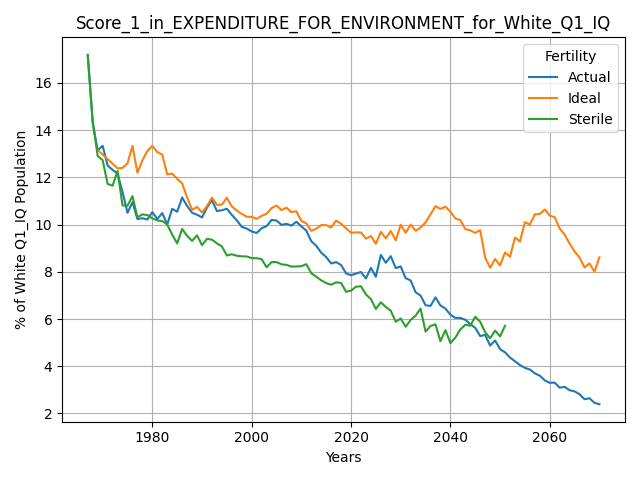 Score_1_in_EXPENDITURE_FOR_ENVIRONMENT_for_White_Q1_IQ
Fertility
Actual
Ideal
Sterile
% of White Q1_IQ Population
16
14
12
10
8
6
4
2
1980
2000
2020
2040
2060
Years